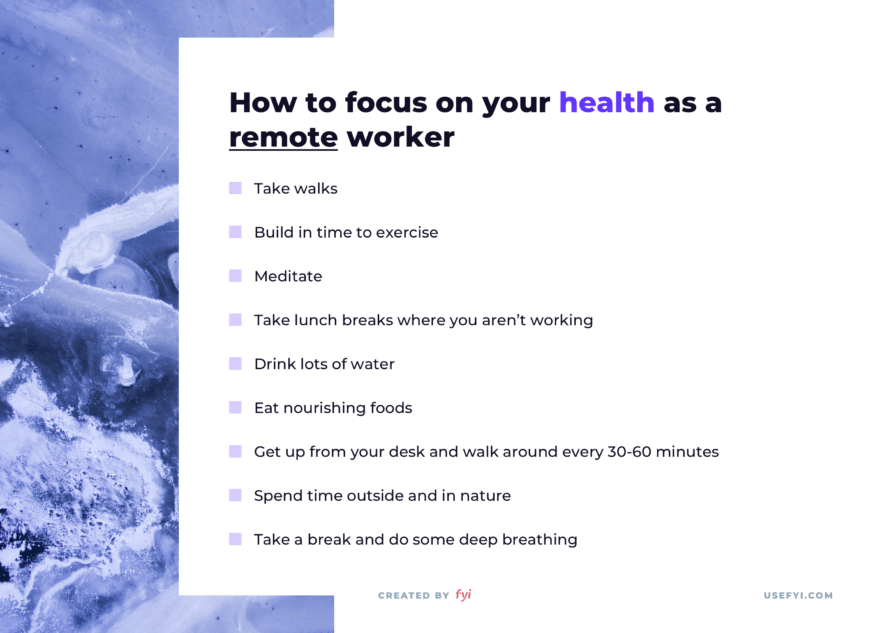 How to focus on your health as a
remote worker
Take walks
Build in time to exercise
Meditate
Take lunch breaks where you aren’t working
Drink lots of water
Eat nourishing foods
Get up from your desk and walk around every 30-60 minutes
Spend time outside and in nature
Take a break and do some deep breathing
CREATED BY fyi
USEFYI.COM